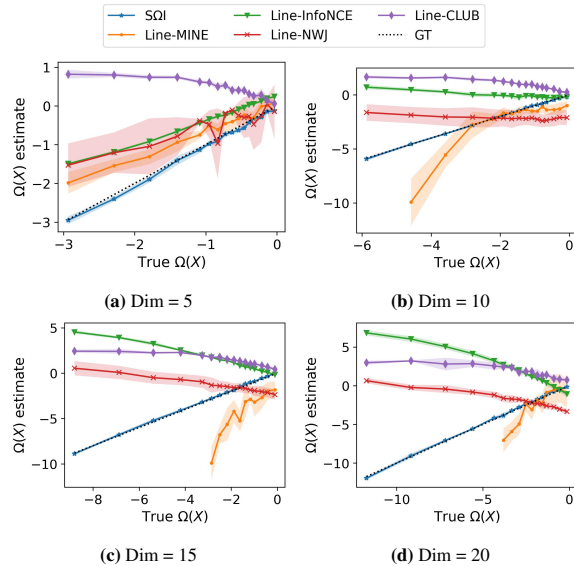 SΩI Line-InfoNCE Line-CLUB
Line-MINE Line-NWJ GT
Ω(X) estimate
1
0
−1
−2
−3
−3 −2 −1 0
True Ω(X)
(a) Dim = 5
Ω(X) estimate
0
−5
−10
−6 −4 −2 0
True Ω(X)
(b) Dim = 10
Ω(X) estimate
5
0
−5
−10
−8 −6 −4 −2 0
True Ω(X)
(c) Dim = 15
Ω(X) estimate
5
0
−5
−10
−10 −5 0
True Ω(X)
(d) Dim = 20